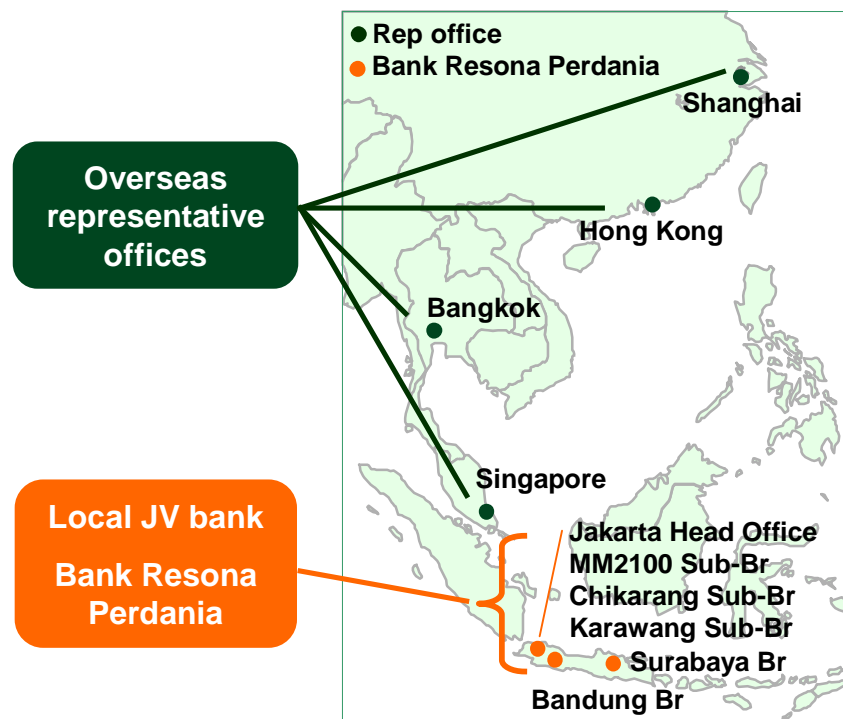 Rep office
Bank Resona Perdania
Shanghai
Overseas
representative
offices
Hong Kong
Bangkok
Singapore
Local JV bank
Bank Resona
Perdania
Jakarta Head Office
MM2100 Sub-Br
Chikarang Sub-Br
Karawang Sub-Br
Surabaya Br
Bandung Br